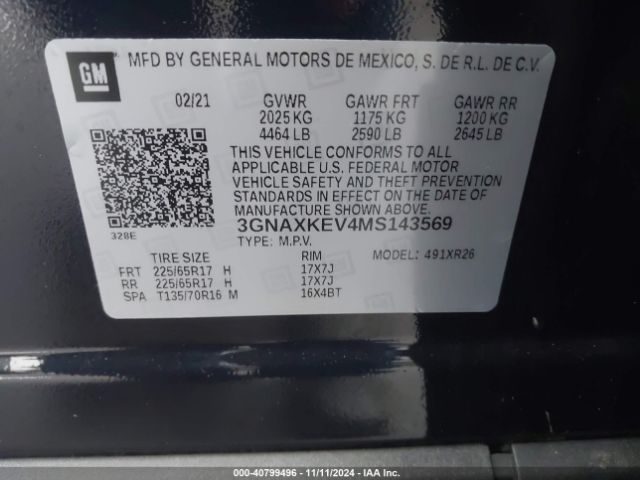 GM
MFD BY GENERAL MOTORS DE MEXICO, S. DE R.L. DE C.V.
02/21 GVWR GAWR FRT GAWR RR
2025 KG 1175 KG 1200 KG
4464 LB 2590 LB 2645 LB
THIS VEHICLE CONFORMS TO ALL
APPLICABLE U.S. FEDERAL MOTOR
VEHICLE SAFETY AND THEFT PREVENTION
STANDARDS IN EFFECT ON THE DATE OF
MANUFACTURE SHOWN ABOVE.
328E
3GNAXKEV4MS143569
TYPE: M.P.V. MODEL: 491XR26
TIRE SIZE RIM
FRT 225/65R17 H 17X7J
RR 225/65R17 H 17X7J
SPA T135/70R16 M 16X4BT
000-40799496 - 11/11/2024 - IAA Inc.